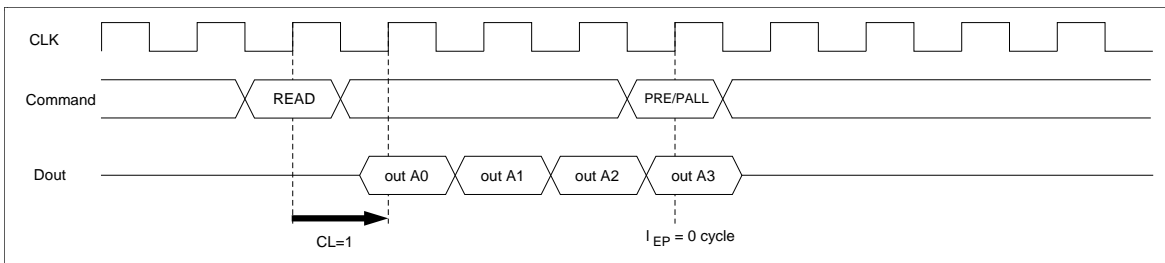 CLK
Command READ PRE/PALL
Dout out A0 out A1 out A2 out A3
CL=1 l EP = 0 cycle